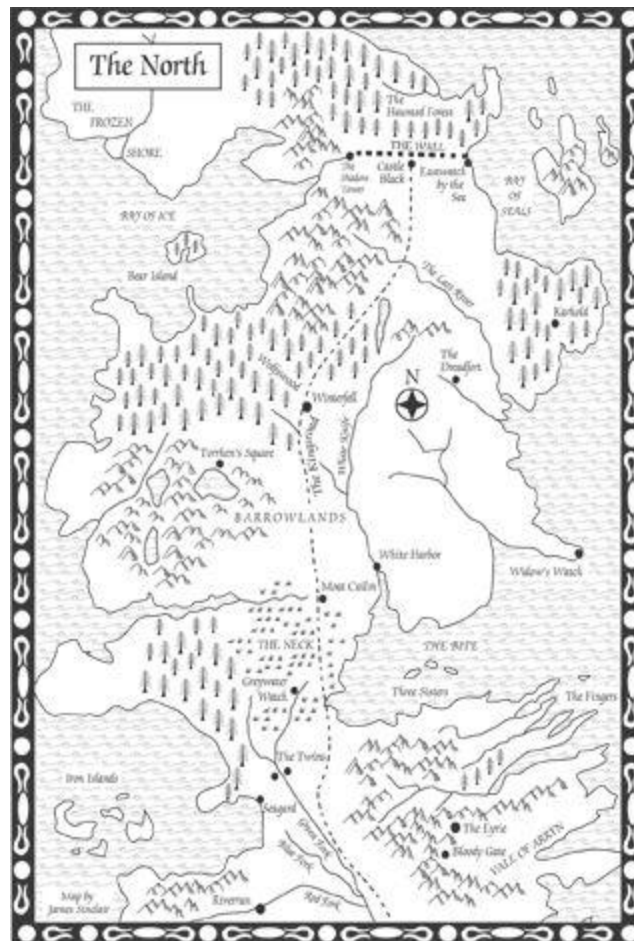 The North
The
Haunted Forest
THE
FROZEN
SHORE
THE WALL
The
Shadow
Tower
Castle
Black
Eastwatch
by the
Sea
BAY
OF
SEALS
BAY OF ICE
Bear Island
The Last River
Karhold
Wolfswood
The
Dreadfort
N
Winterfell
The Kingsroad
White Knife
Torrhen's Square
BARROWLANDS
White Harbor
Widow's Watch
Moat Cailin
THE NECK
THE BITE
Greywater
Watch
Three Sisters
The Fingers
The Twins
Iron Islands
Seagard
Green Fork
The Eyrie
Blue Fork
Bloody Gate
VALE OF ARRYN
Map by
James Sinclair
Riverrun
Red Fork